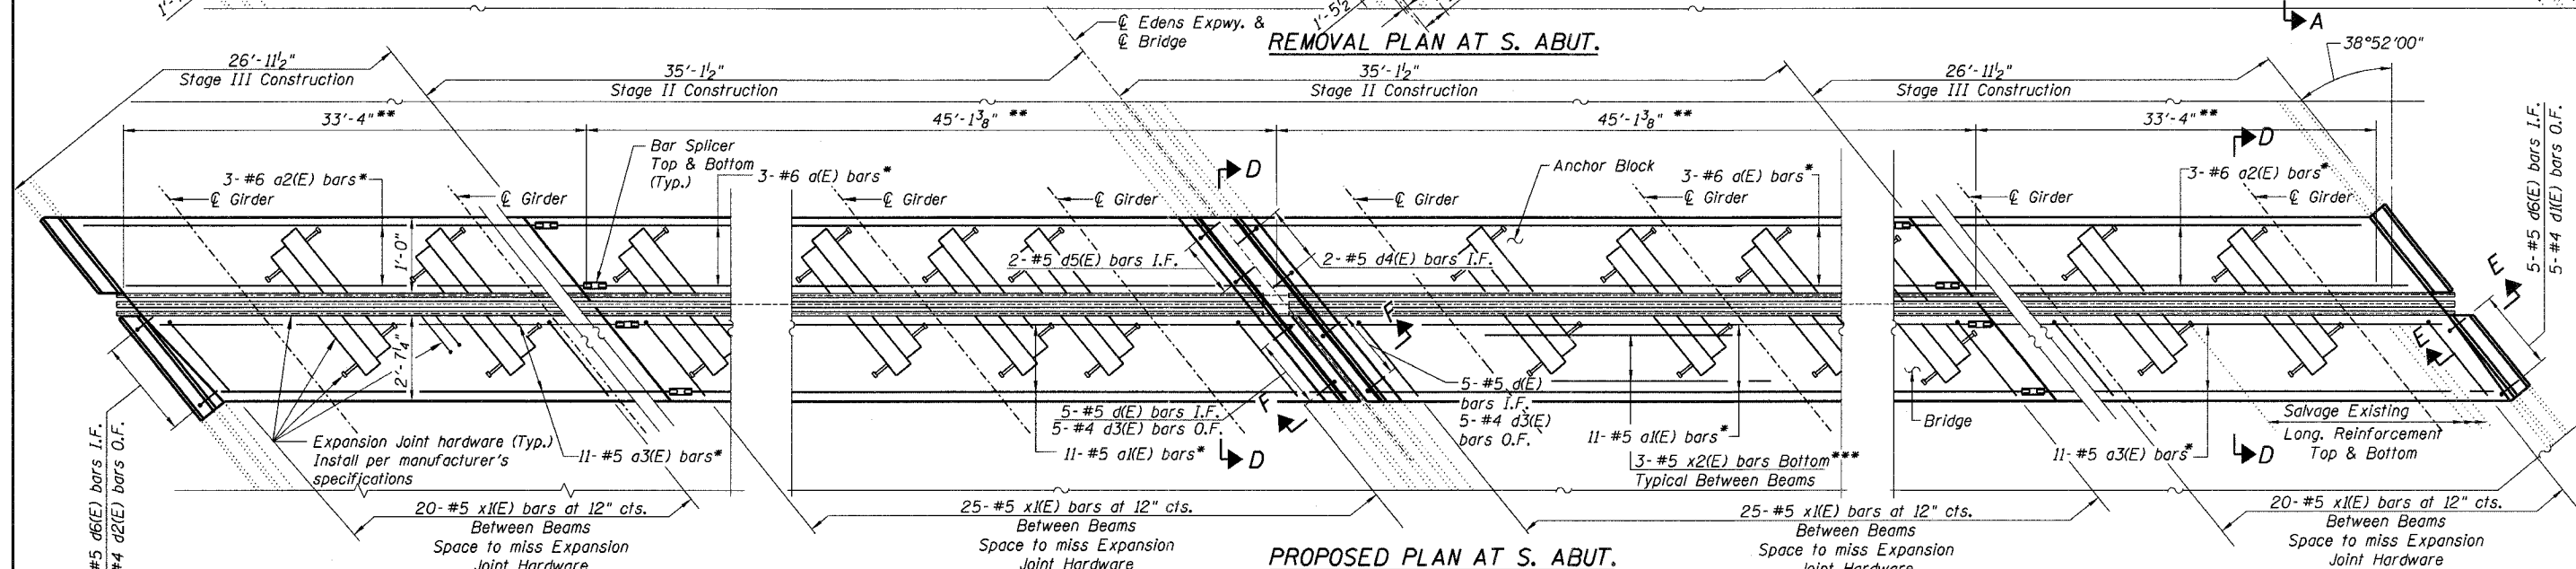 1'-5½
℄ Edens Expwy. &
℄ Bridge
REMOVAL PLAN AT S. ABUT.
A
38°52'00"
26'-11½"
Stage III Construction
35'-1½"
Stage II Construction
35'-1½"
Stage II Construction
26'-11½"
Stage III Construction
33'-4" **
45'-1⅜" **
45'-1⅜" **
33'-4" **
Bar Splicer
Top & Bottom
(Typ.)
3- #6 a2(E) bars*
3- #6 a(E) bars*
D
Anchor Block
3- #6 a(E) bars*
D
3- #6 a2(E) bars*
℄ Girder
℄ Girder
℄ Girder
℄ Girder
℄ Girder
℄ Girder
℄ Girder
℄ Girder
5- #5 d6(E) bars I.F.
5- #4 d1(E) bars O.F.
1'-0"
2- #5 d5(E) bars I.F.
2- #5 d4(E) bars I.F.
E
E
F
F
2'-7¼"
5- #5 d(E) bars I.F.
5- #4 d3(E) bars O.F.
11- #5 a1(E) bars*
D
5- #5 d(E)
bars I.F.
5- #4 d3(E)
bars O.F.
11- #5 a1(E) bars*
3- #5 x2(E) bars Bottom***
Typical Between Beams
Bridge
11- #5 a3(E) bars*
D
Salvage Existing
Long. Reinforcement
Top & Bottom
#5 d6(E) bars I.F.
#4 d2(E) bars O.F.
Expansion Joint hardware (Typ.)
Install per manufacturer's
specifications
11- #5 a3(E) bars*
20- #5 x1(E) bars at 12" cts.
Between Beams
Space to miss Expansion
Joint Hardware
25- #5 x1(E) bars at 12" cts.
Between Beams
Space to miss Expansion
Joint Hardware
PROPOSED PLAN AT S. ABUT.
25- #5 x1(E) bars at 12" cts.
Between Beams
Space to miss Expansion
Joint Hardware
20- #5 x1(E) bars at 12" cts.
Between Beams
Space to miss Expansion
Joint Hardware